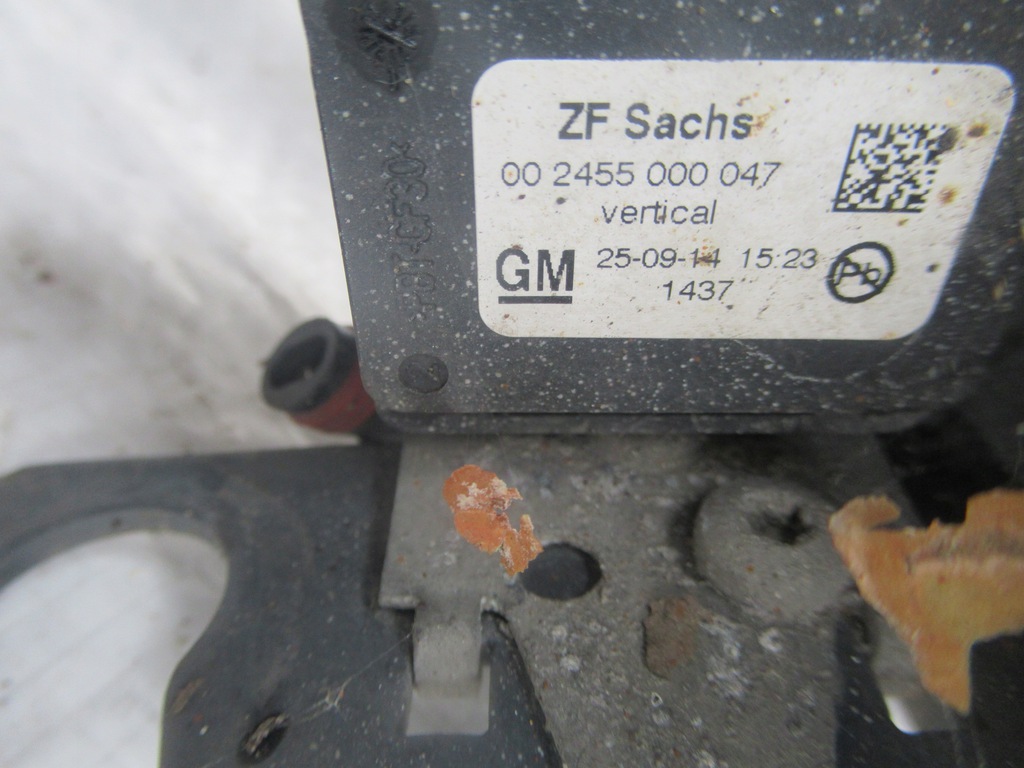 ZF Sachs
00 2455 000 047
vertical
GM 25-09-14 15:23
1437
Pb